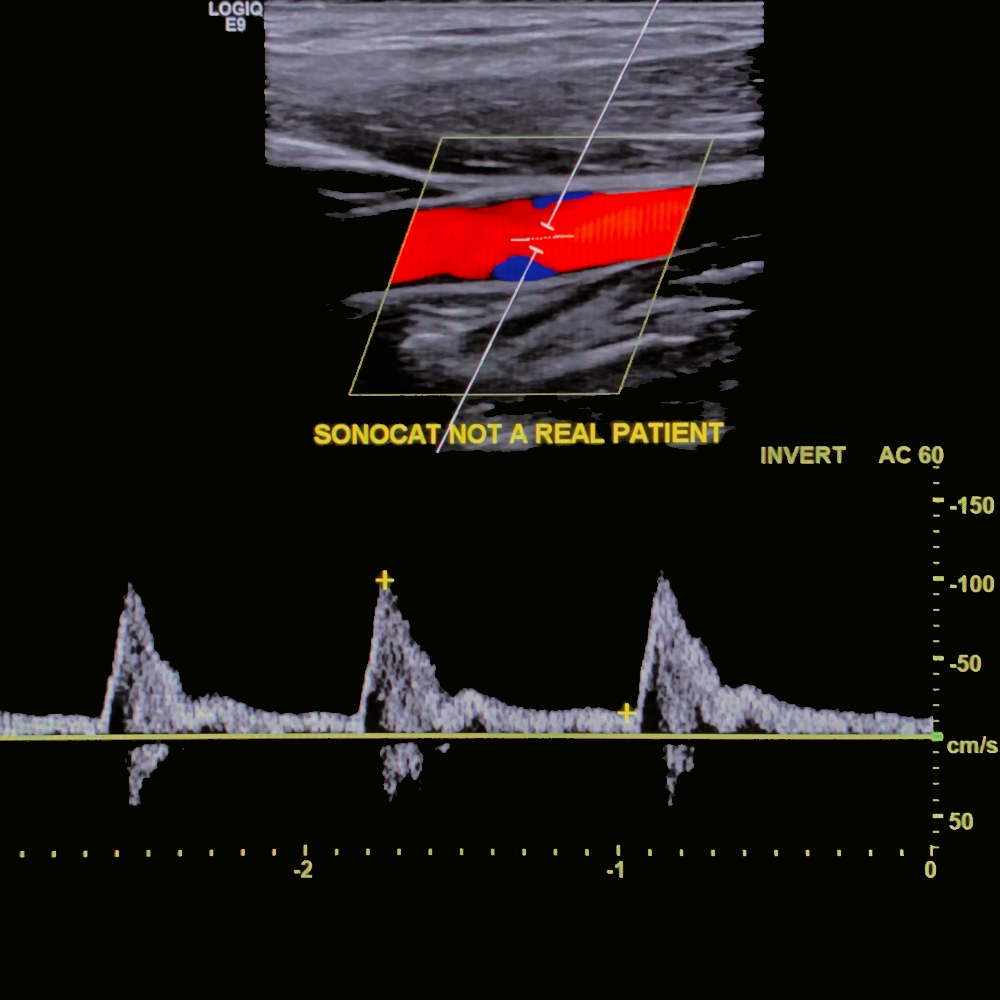 LOGIQ
E9
SONOCAT NOT A REAL PATIENT
INVERT AC 60
-150
-100
-50
cm/s
50
-2 -1 0